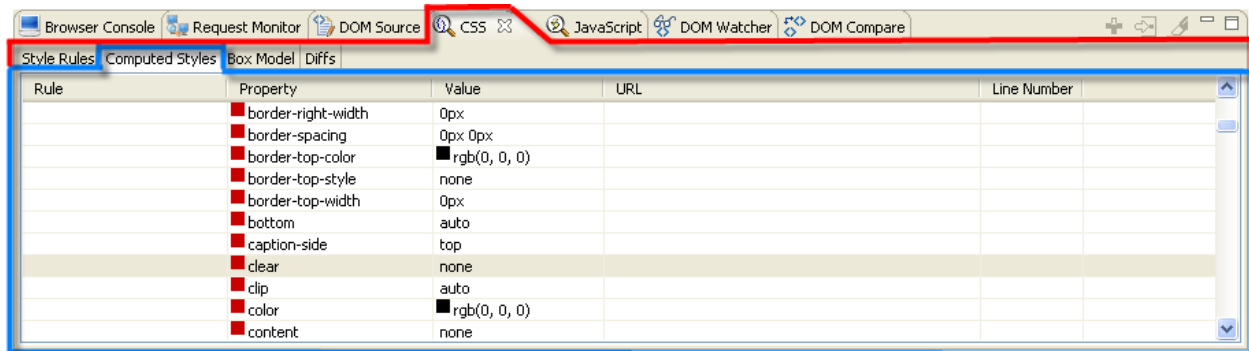 Browser Console Request Monitor DOM Source CSS JavaScript DOM Watcher DOM Compare
Style Rules Computed Styles Box Model Diffs
Rule Property Value URL Line Number
border-right-width 0px
border-spacing 0px 0px
border-top-color rgb(0, 0, 0)
border-top-style none
border-top-width 0px
bottom auto
caption-side top
clear none
clip auto
color rgb(0, 0, 0)
content none